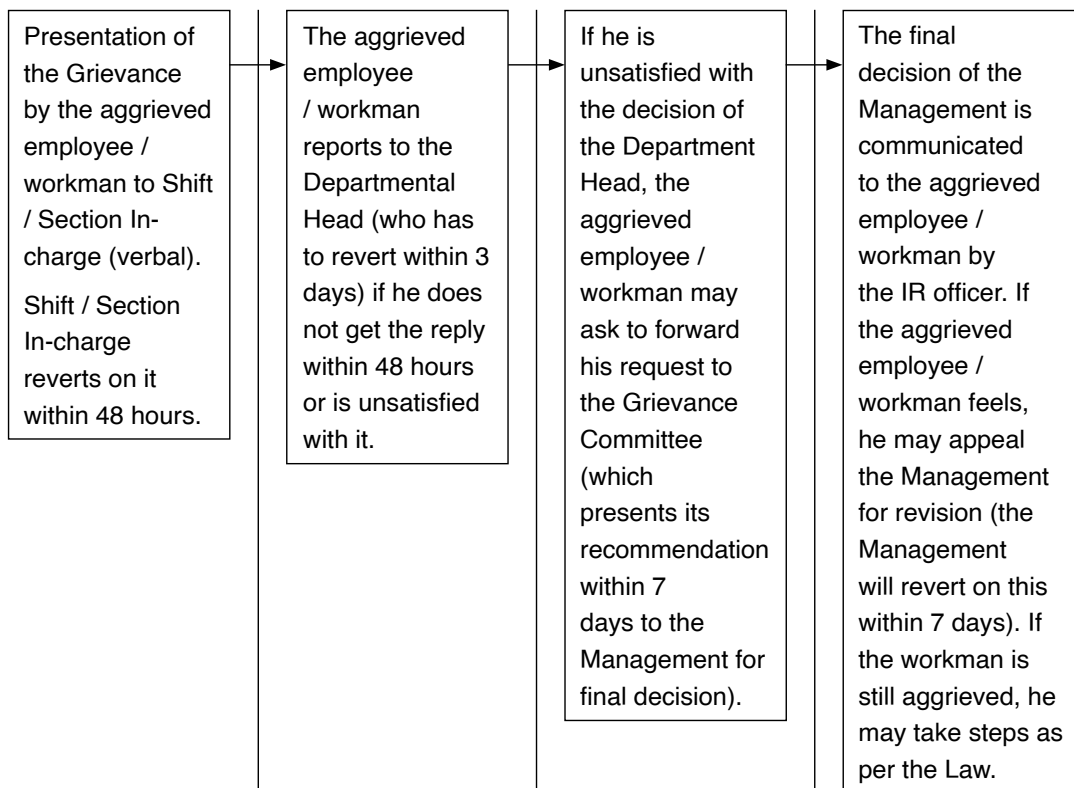 Presentation of
the Grievance
by the aggrieved
employee /
workman to Shift
/ Section In-
charge (verbal).
Shift / Section
In-charge
reverts on it
within 48 hours.
The aggrieved
employee
/ workman
reports to the
Departmental
Head (who has
to revert within 3
days) if he does
not get the reply
within 48 hours
or is unsatisfied
with it.
If he is
unsatisfied with
the decision of
the Department
Head, the
aggrieved
employee /
workman may
ask to forward
his request to
the Grievance
Committee
(which
presents its
recommendation
within 7
days to the
Management for
final decision).
The final
decision of the
Management is
communicated
to the aggrieved
employee /
workman by
the IR officer. If
the aggrieved
employee /
workman feels,
he may appeal
the Management
for revision (the
Management
will revert on this
within 7 days). If
the workman is
still aggrieved, he
may take steps as
per the Law.